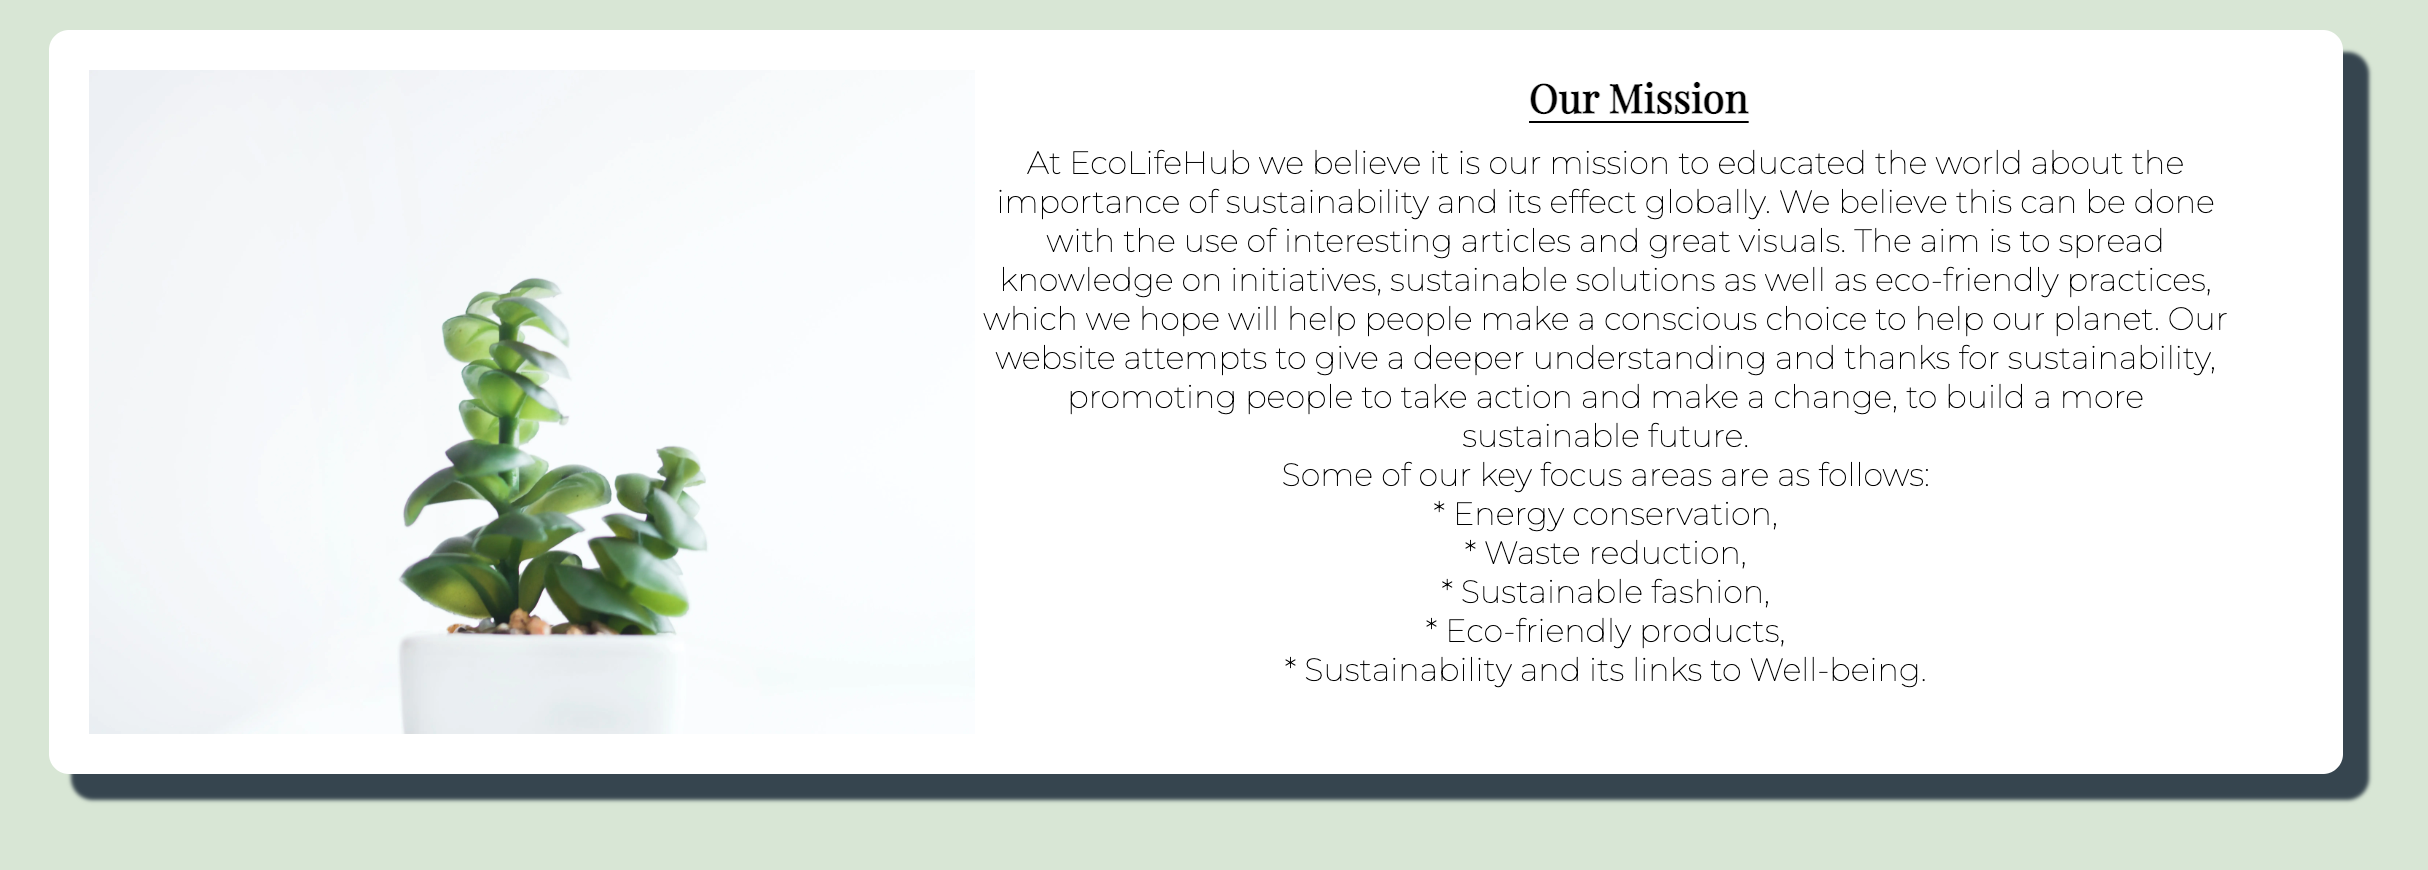 Our Mission
At EcoLifeHub we believe it is our mission to educated the world about the
importance of sustainability and its effect globally. We believe this can be done
with the use of interesting articles and great visuals. The aim is to spread
knowledge on initiatives, sustainable solutions as well as eco-friendly practices,
which we hope will help people make a conscious choice to help our planet. Our
website attempts to give a deeper understanding and thanks for sustainability,
promoting people to take action and make a change, to build a more
sustainable future.
Some of our key focus areas are as follows:
* Energy conservation,
* Waste reduction,
* Sustainable fashion,
* Eco-friendly products,
* Sustainability and its links to Well-being.